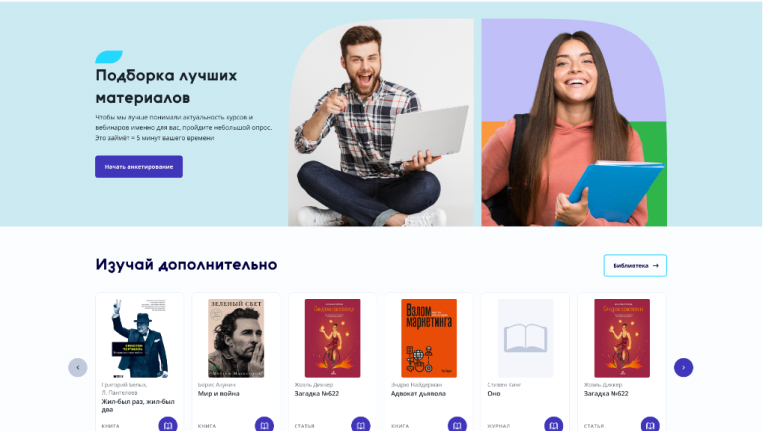 Подборка лучших
материалов
Чтобы мы лучше понимали актуальность курсов и
вебинаров именно для вас, пройдите небольшой опрос.
Это займёт ≈ 5 минут вашего времени
Начать анкетирование
Изучай дополнительно
Библиотека →
ЗЕЛЕНЫЙ СВЕТ
Взлом
маркетинга
Григорий Белых,
Л. Пантелеев
Жил-был раз, жил-был
два
КНИГА
Борис Акунин
Мир и война
КНИГА
Жоэль Диккер
Загадка №622
СТАТЬЯ
Эндрю Найдерман
Адвокат дьявола
КНИГА
Стивен Кинг
Оно
ЖУРНАЛ
Жоэль Диккер
Загадка №622
СТАТЬЯ